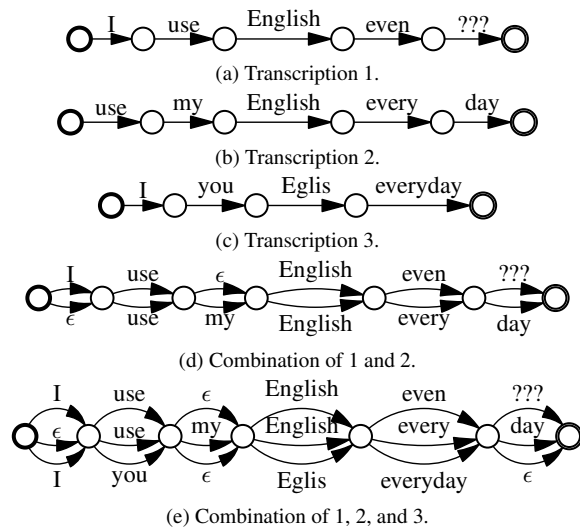 I use English even ???
(a) Transcription 1.
use my English every day
(b) Transcription 2.
I you Eglis everyday
(c) Transcription 3.
I use ϵ English even ???
ϵ use my English every day
(d) Combination of 1 and 2.
I use ϵ English even ???
ϵ use my English every day
I you ϵ Eglis everyday ϵ
(e) Combination of 1, 2, and 3.